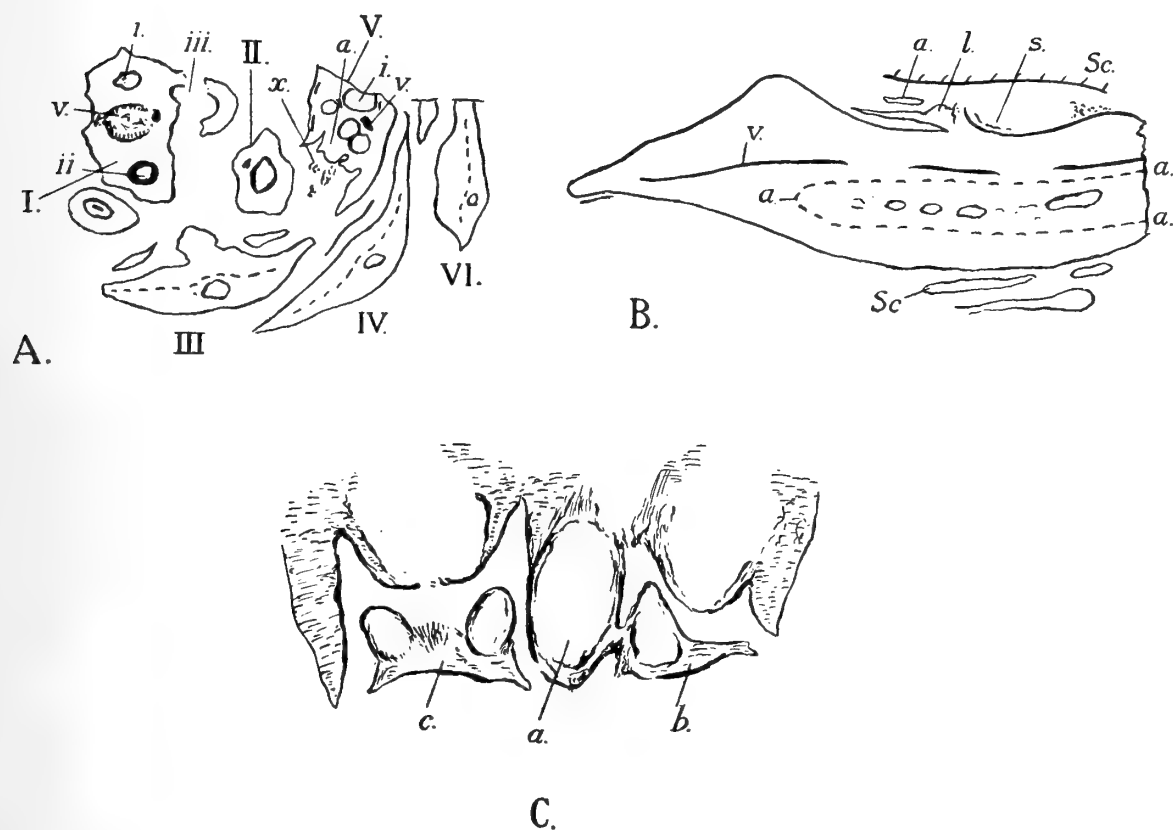 ı. iii. II. a. V. i. v.
x.
v.
ii
I.
VI.
IV.
III
A.
a. l. s. Sc.
v.
a.
a.
a.
Sc
B.
c. a. b.
C.